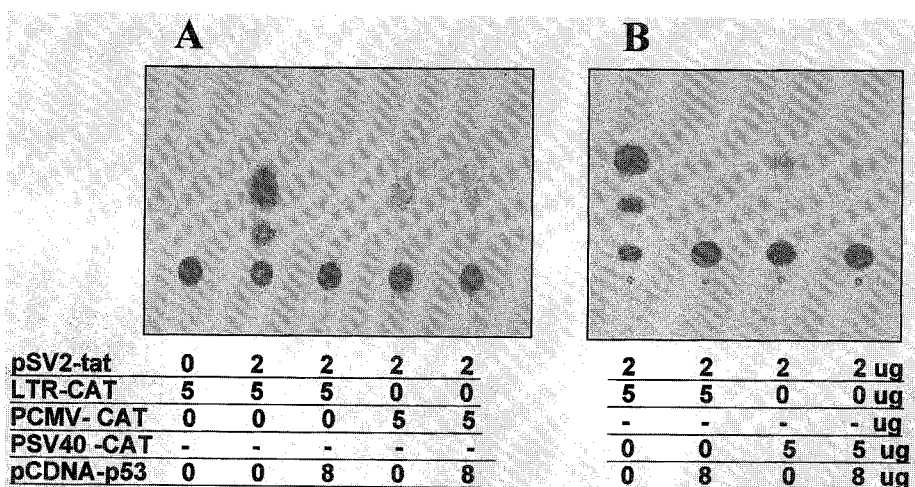 A B
pSV2-tat 0 2 2 2 2 2 2 2 2 ug
LTR-CAT 5 5 5 0 0 5 5 0 0 ug
PCMV- CAT 0 0 0 5 5 - - - - ug
PSV40 -CAT - - - - - 0 0 5 5 ug
pCDNA-p53 0 0 8 0 8 0 8 0 8 ug